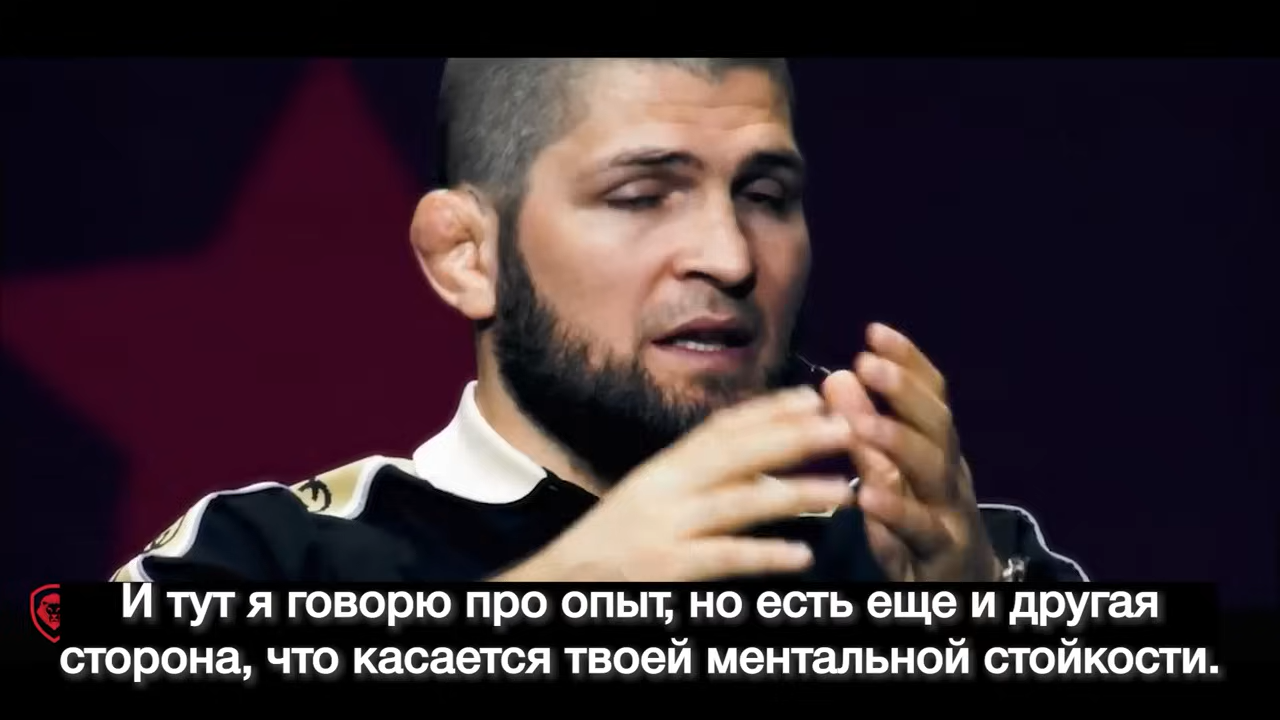 И тут я говорю про опыт, но есть еще и другая
сторона, что касается твоей ментальной стойкости.